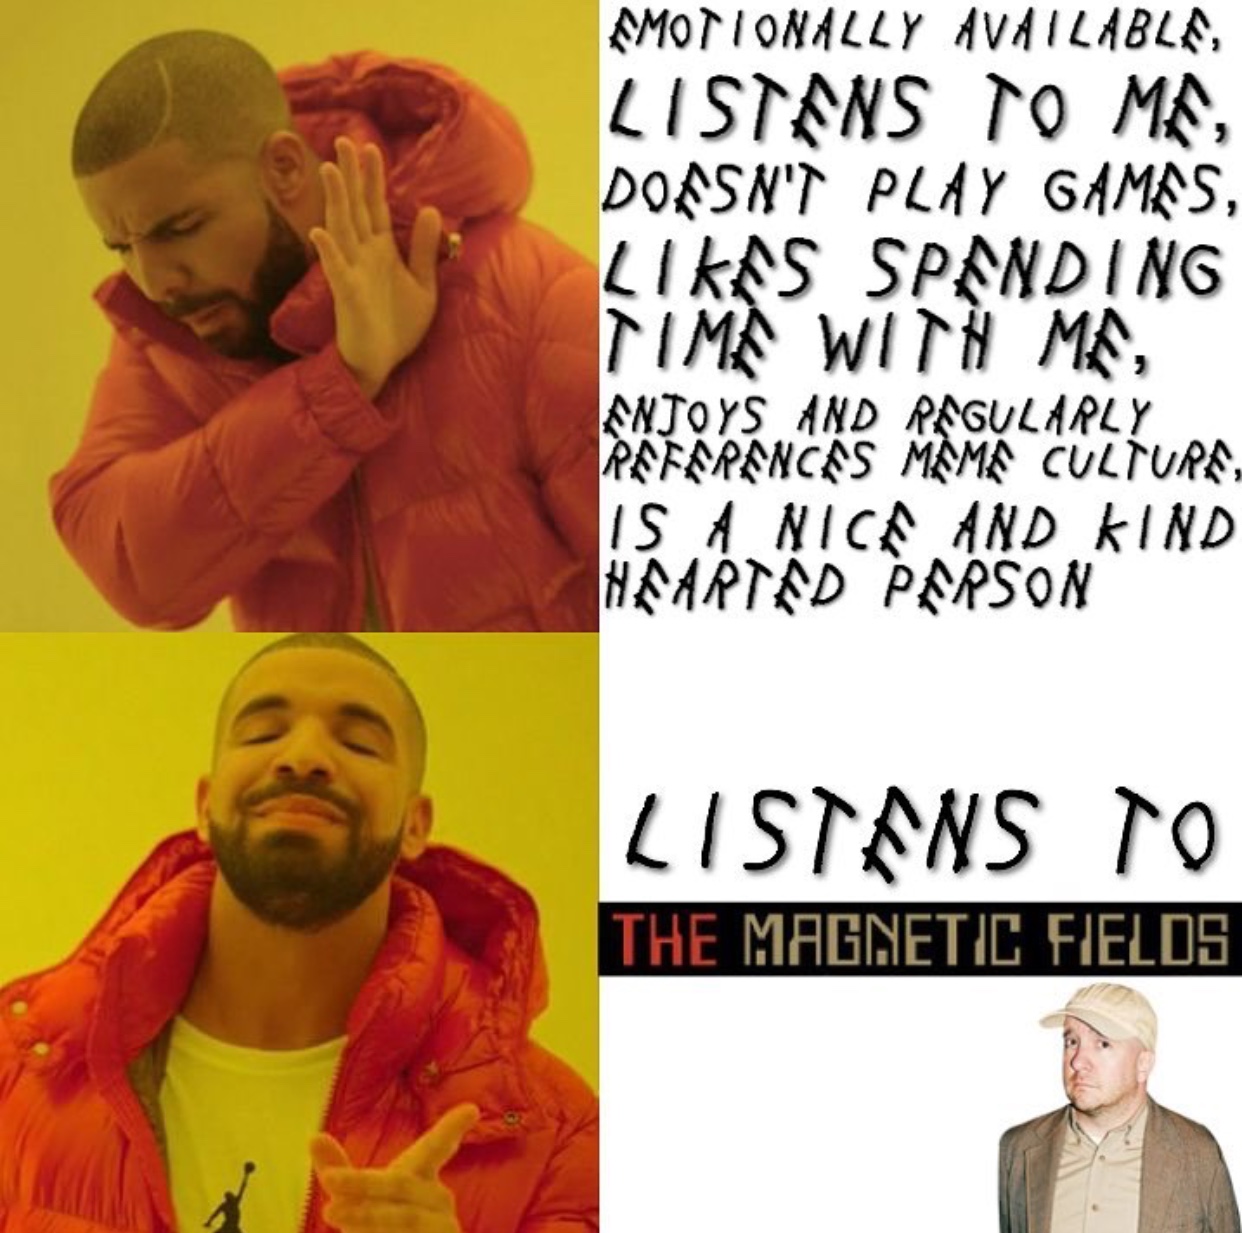 EMOTIONALLY AVAILABLE,
LISTENS TO ME,
DOESN'T PLAY GAMES,
LIKES SPENDING
TIME WITH ME,
ENJOYS AND REGULARLY
REFERENCES MEME CULTURE,
IS A NICE AND KIND
HEARTED PERSON
LISTENS TO
THE MAGNETIC FIELDS